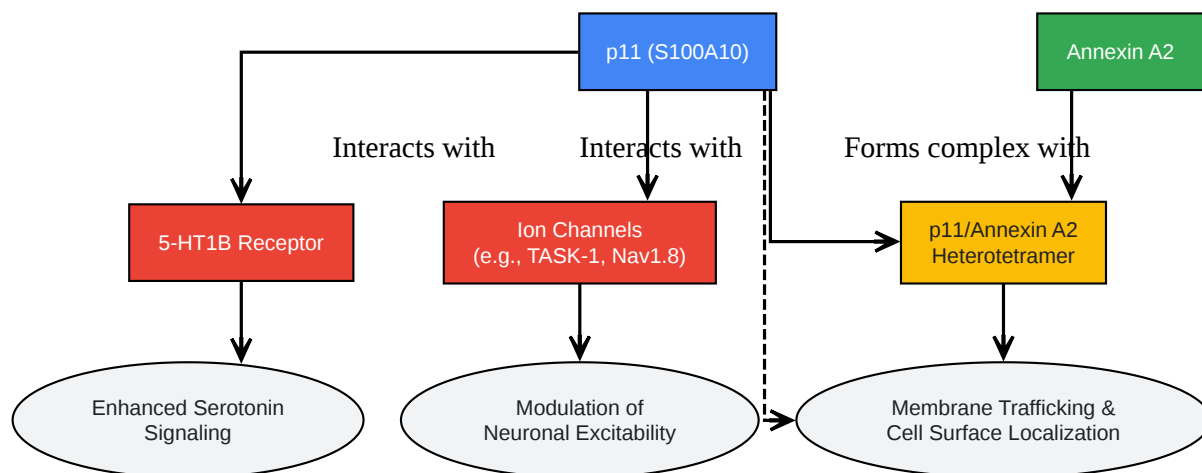 p11 (S100A10)
Annexin A2
Interacts with
Interacts with
Forms complex with
5-HT1B Receptor
Ion Channels
(e.g., TASK-1, Nav1.8)
p11/Annexin A2
Heterotetramer
Enhanced Serotonin
Signaling
Modulation of
Neuronal Excitability
Membrane Trafficking &
Cell Surface Localization